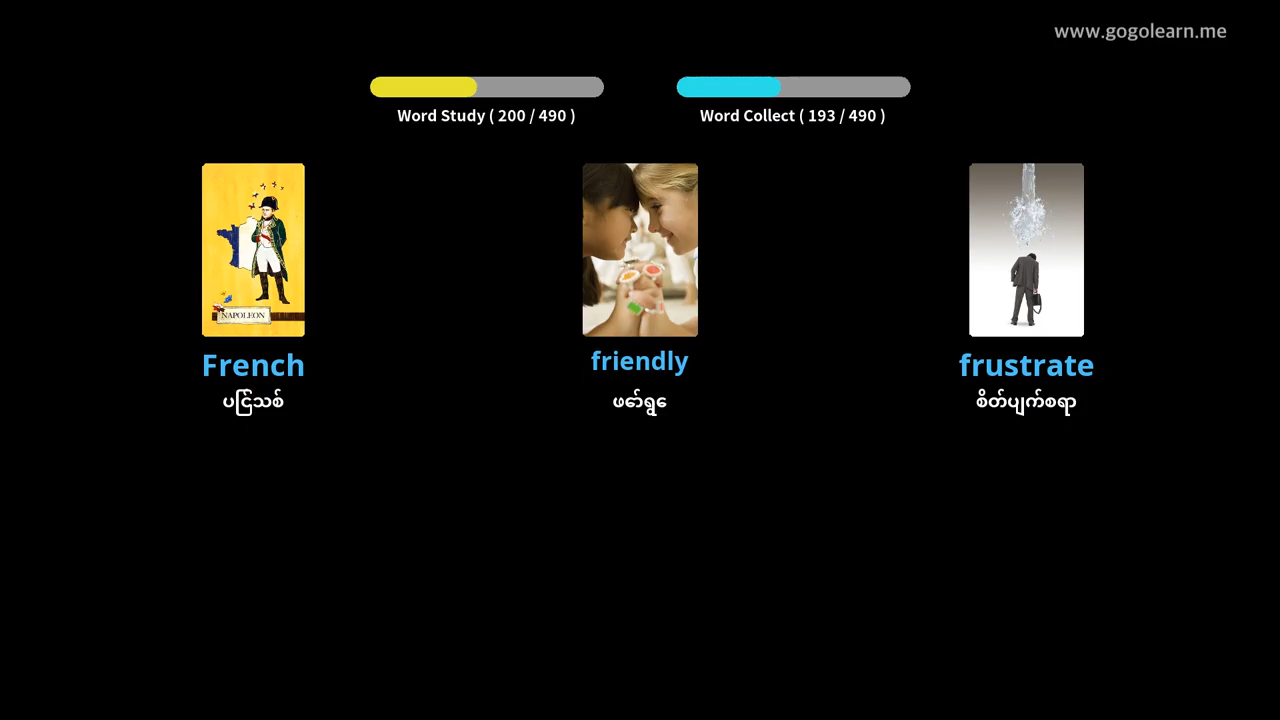 www.gogolearn.me
Word Study ( 200 / 490 )
Word Collect ( 193 / 490 )
NAPOLEON
French
friendly
frustrate
ပြင်သစ်
ဖော်ရွေ
စိတ်ပျက်စရာ